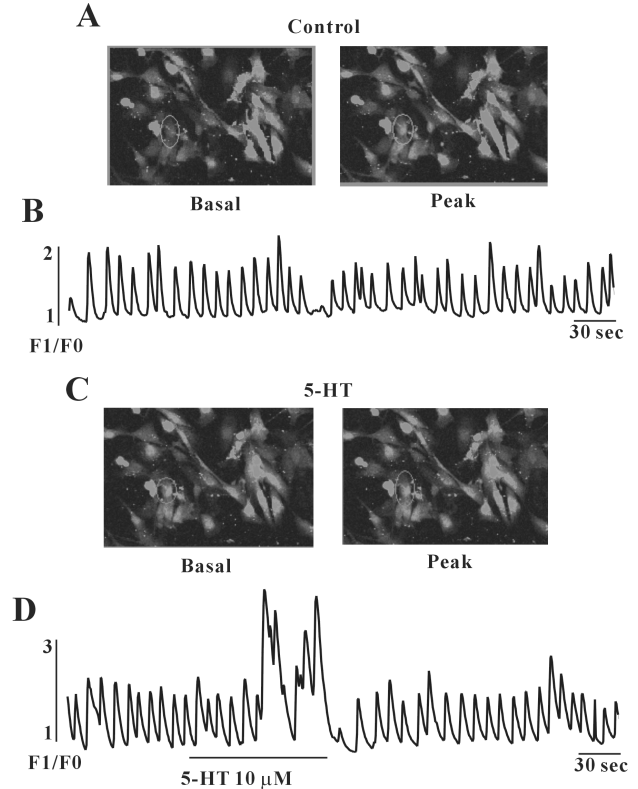 A
Control
Basal
Peak
B
2
1
F1/F0
30 sec
C
5-HT
Basal
Peak
D
3
1
F1/F0
30 sec
5-HT 10 µM